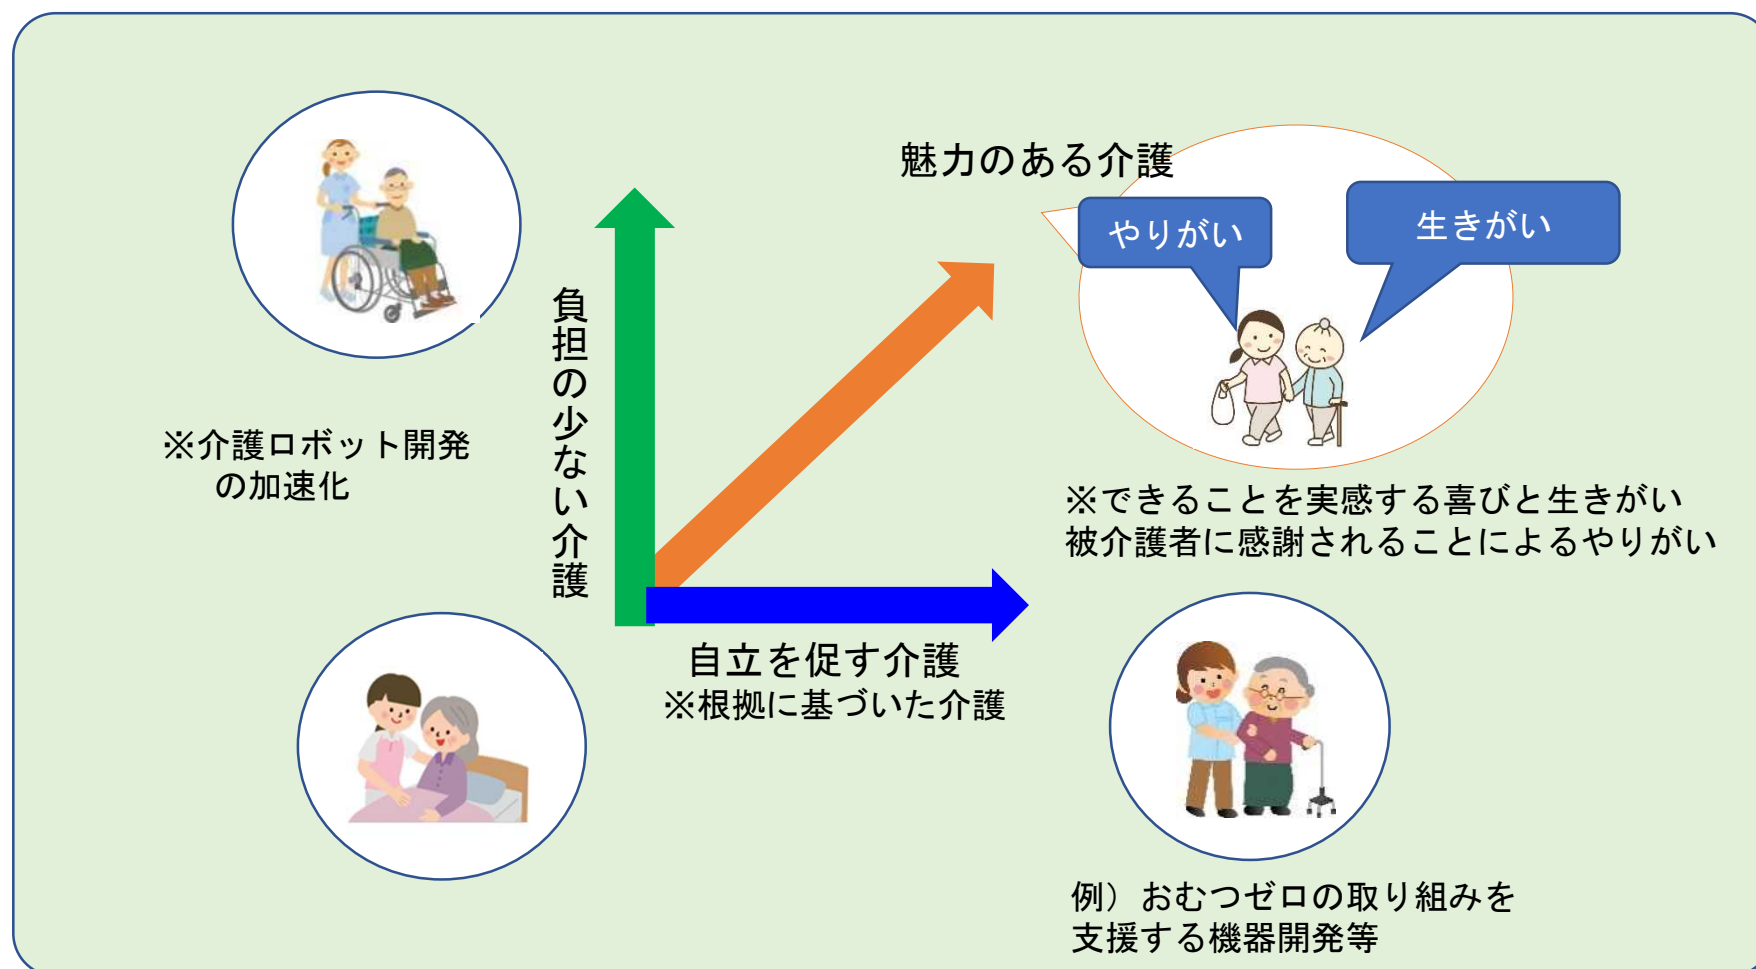 魅力のある介護
やりがい
生きがい
負担の少ない介護
※介護ロボット開発
の加速化
※できることを実感する喜びと生きがい
被介護者に感謝されることによるやりがい
自立を促す介護
※根拠に基づいた介護
例）おむつゼロの取り組みを
支援する機器開発等